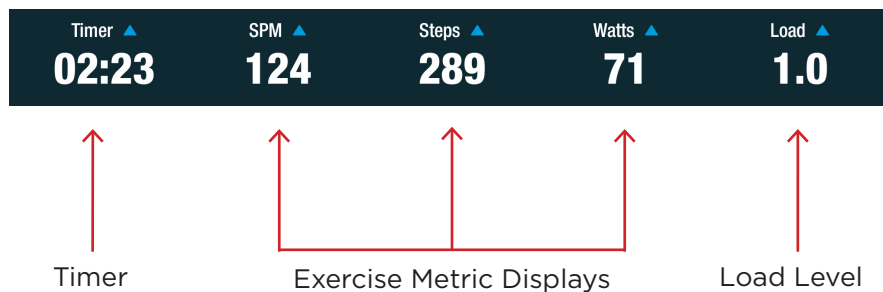 Timer SPM Steps Watts Load
02:23 124 289 71 1.0
Timer Exercise Metric Displays Load Level